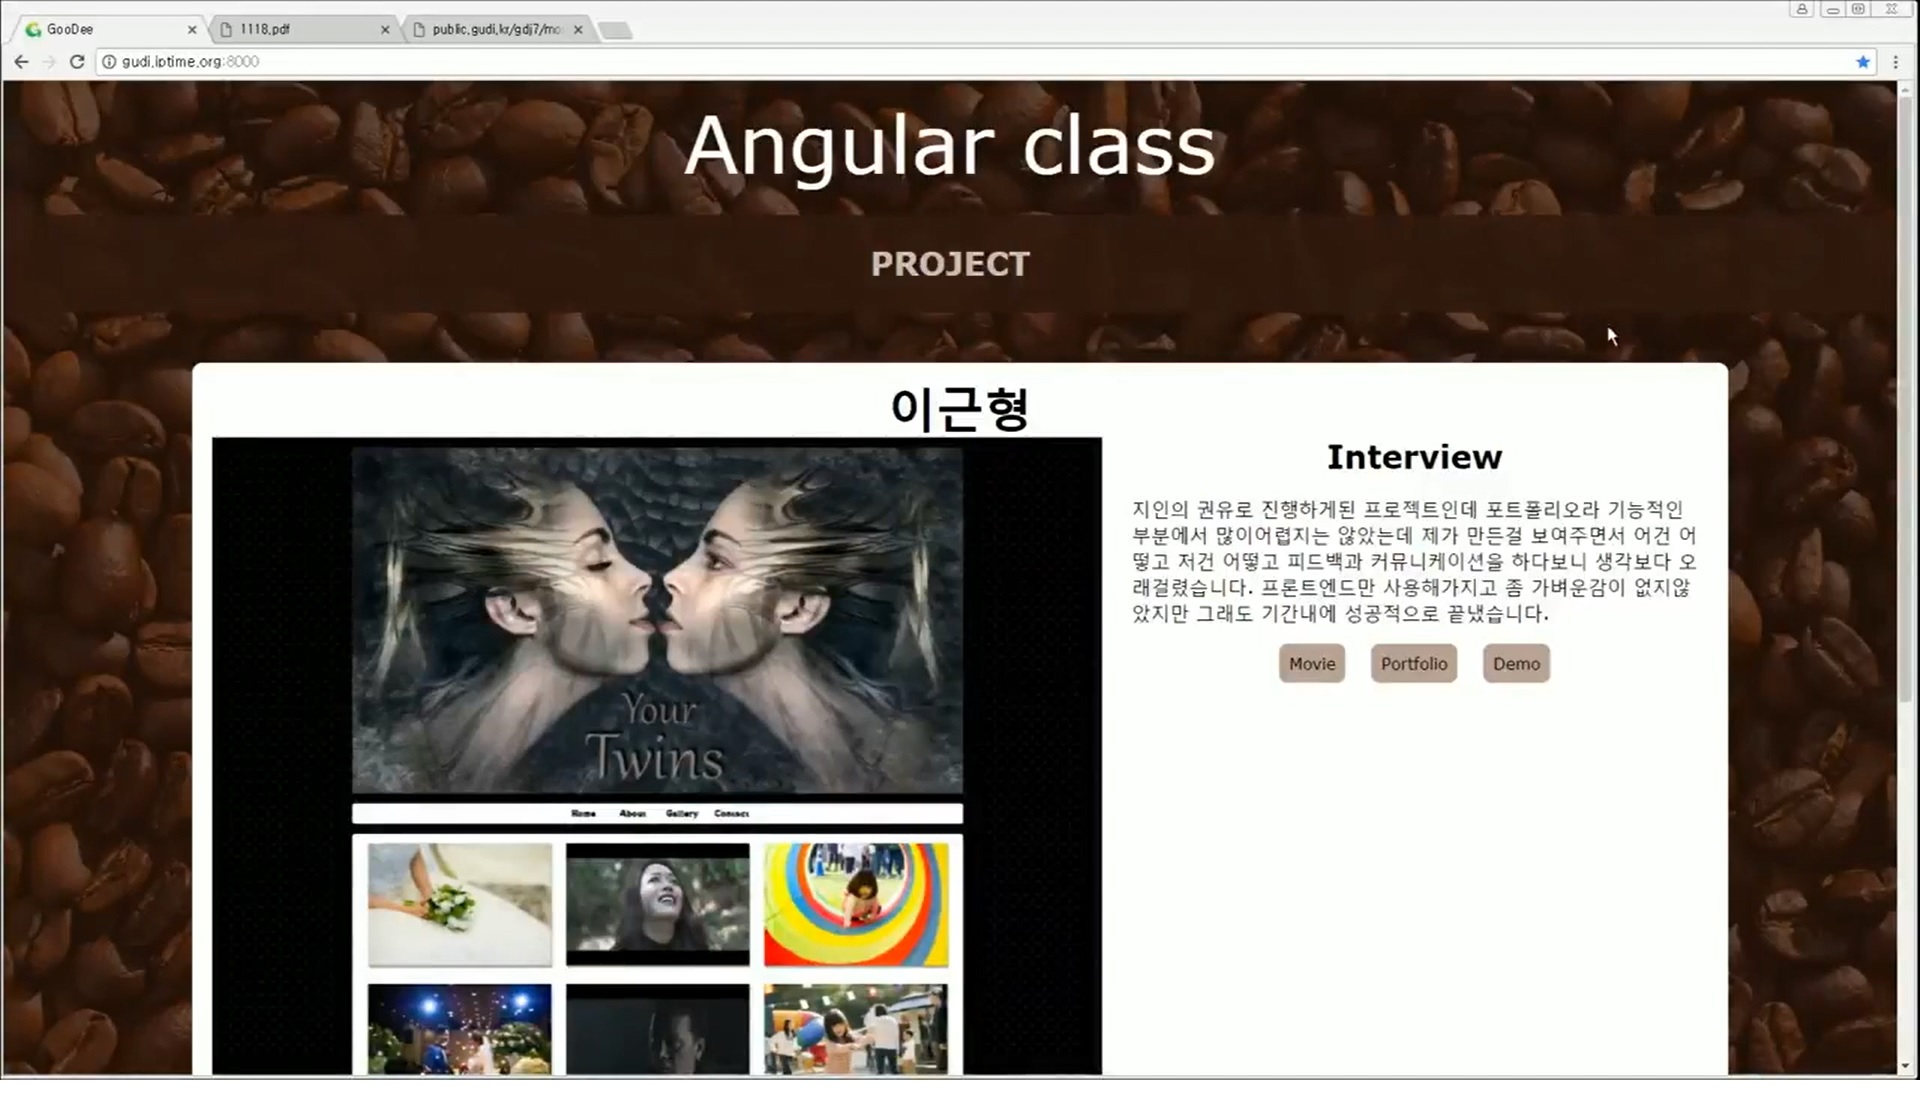 GooDee
1118.pdf
public.gudi.kr/gdj7/mo
gudi.iptime.org:8000
Angular class
PROJECT
이근형
Interview
지인의 권유로 진행하게된 프로젝트인데 포트폴리오라 기능적인
부분에서 많이어렵지는 않았는데 제가 만든걸 보여주면서 어건 어
떻고 저건 어떻고 피드백과 커뮤니케이션을 하다보니 생각보다 오
래걸렸습니다. 프론트엔드만 사용해가지고 좀 가벼운감이 없지않
았지만 그래도 기간내에 성공적으로 끝냈습니다.
Movie Portfolio Demo
Your
Twins
Home About Gallery Contact